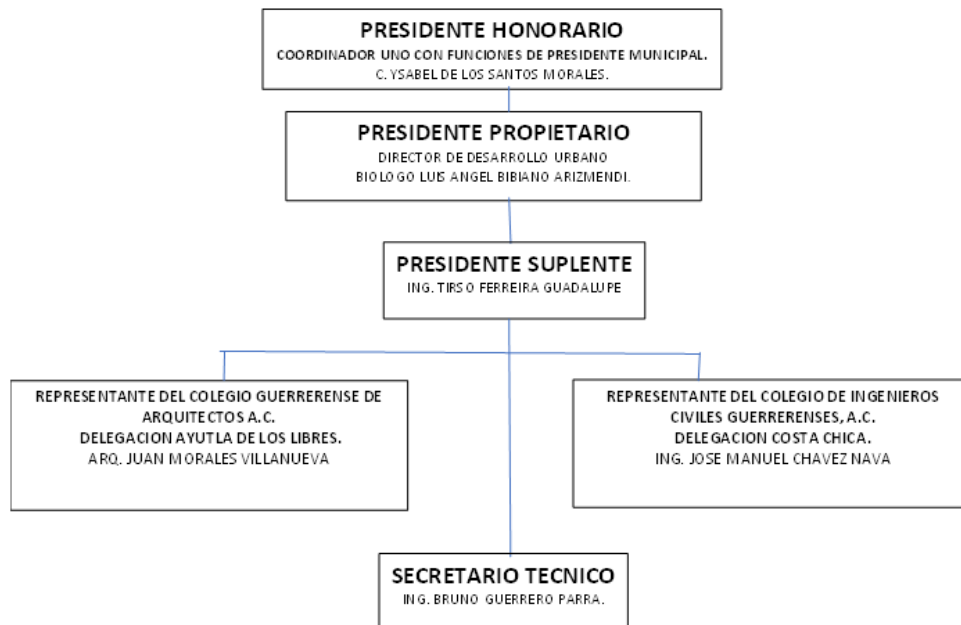 PRESIDENTE HONORARIO
COORDINADOR UNO CON FUNCIONES DE PRESIDENTE MUNICIPAL.
C. YSABEL DE LOS SANTOS MORALES.
PRESIDENTE PROPIETARIO
DIRECTOR DE DESARROLLO URBANO
BIOLOGO LUIS ANGEL BIBIANO ARIZMENDI.
PRESIDENTE SUPLENTE
ING. TIRSO FERREIRA GUADALUPE
REPRESENTANTE DEL COLEGIO GUERRERENSE DE
ARQUITECTOS A.C.
DELEGACION AYUTLA DE LOS LIBRES.
ARQ. JUAN MORALES VILLANUEVA
REPRESENTANTE DEL COLEGIO DE INGENIEROS
CIVILES GUERRERENSES, A.C.
DELEGACION COSTA CHICA.
ING. JOSE MANUEL CHAVEZ NAVA
SECRETARIO TECNICO
ING. BRUNO GUERRERO PARRA.